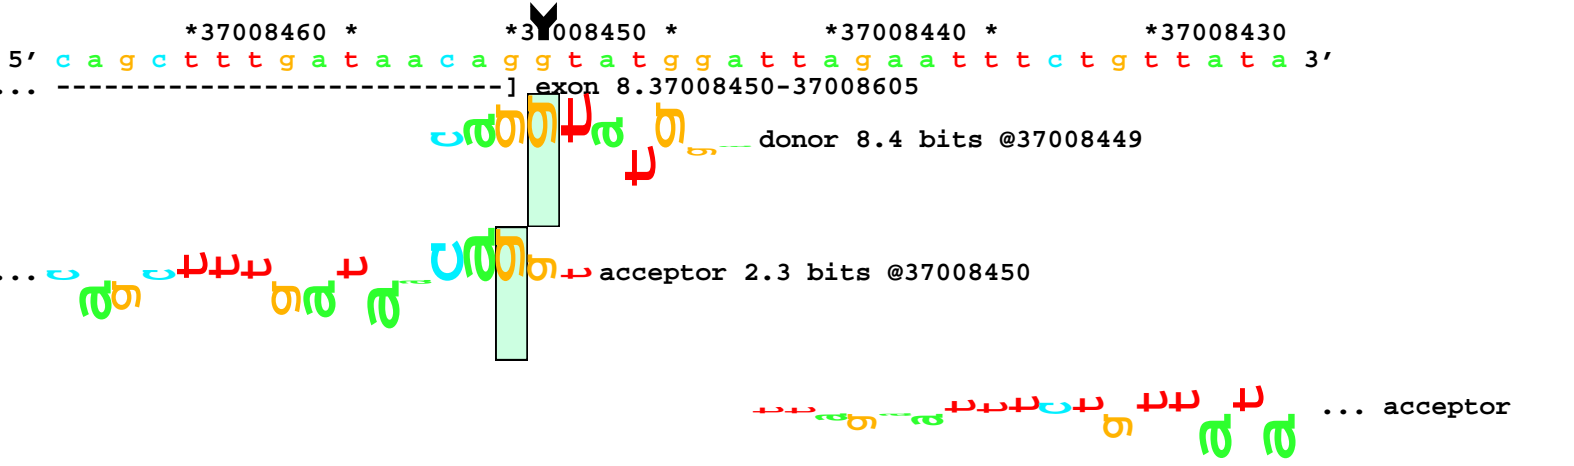 *37008460 * *37008450 * *37008440 * *37008430
5' c a g c t t t g a t a a c a g g t a t g g a t t a g a a t t t c t g t t a t a 3'
... ----------------------------] exon 8.37008450-37008605
c a g g t a t g g a donor 8.4 bits @37008449
... c a g c t t t g a t a a c a g g t acceptor 2.3 bits @37008450
t t a g a a t t t c t g t t a t a ... acceptor